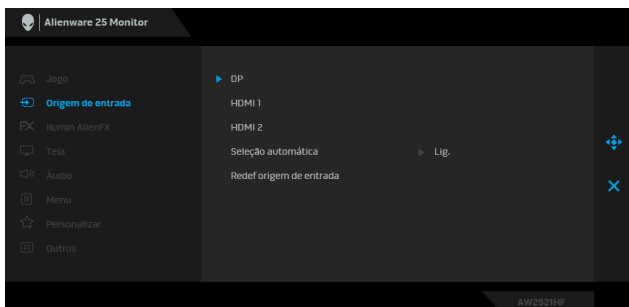 Alienware 25 Monitor
Jogo
Origem de entrada
Ilumin AlienFX
Tela
Áudio
Menu
Personalizar
Outros
DP
HDMI 1
HDMI 2
Seleção automática Lig.
Redef origem de entrada
AW2521HF